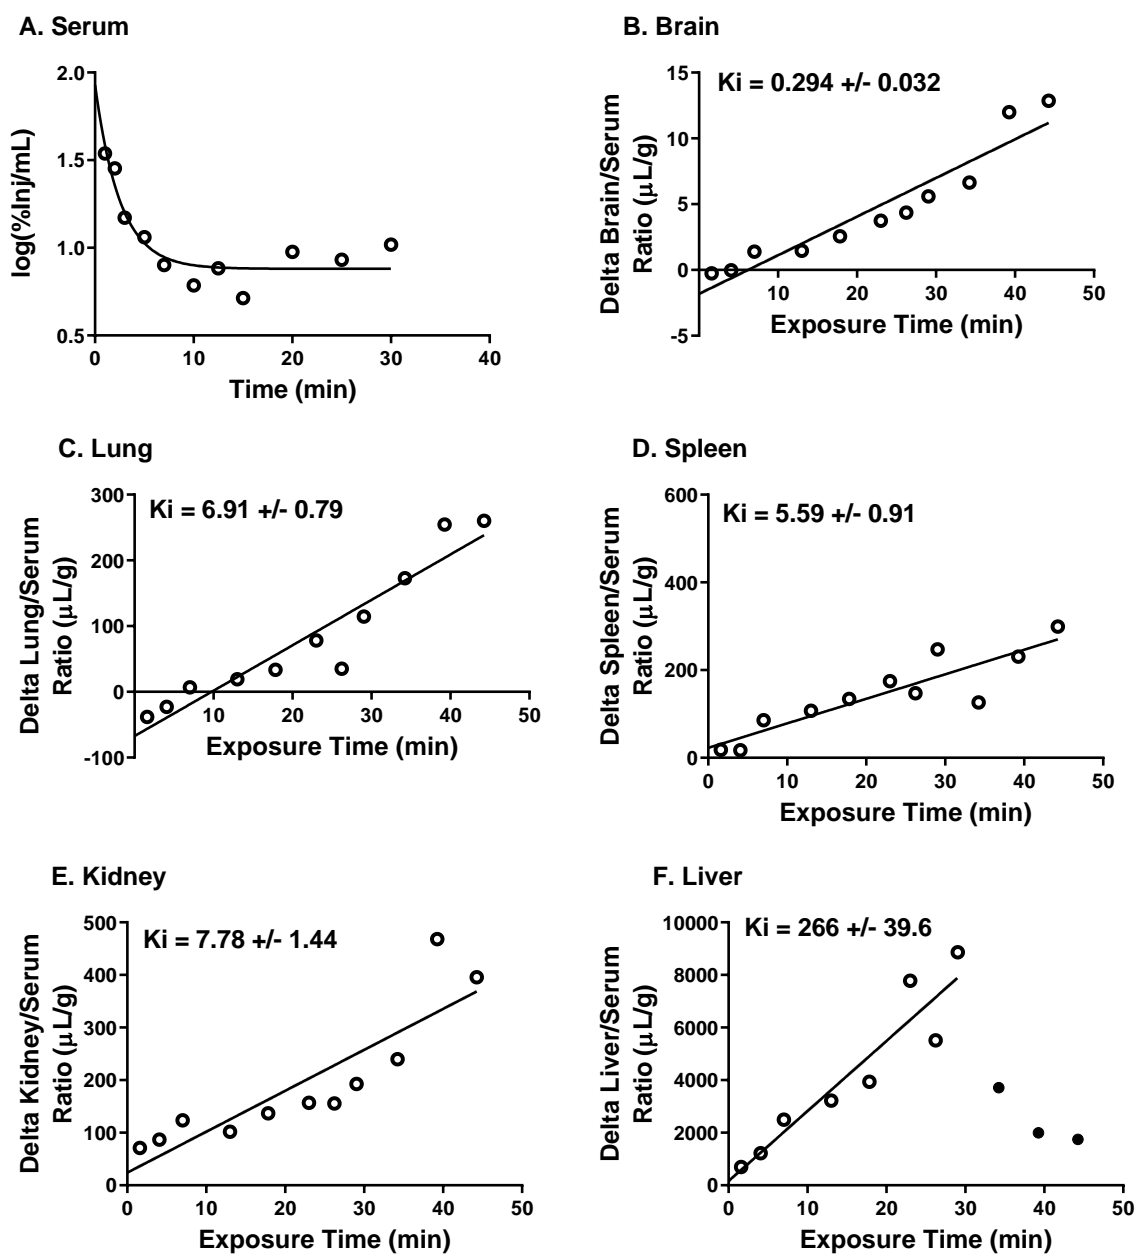 A. Serum
log(%Inj/mL)
2.0
1.5
1.0
0.5
0
10
20
30
40
Time (min)
B. Brain
Ki = 0.294 +/- 0.032
Delta Brain/Serum
Ratio (μL/g)
15
10
5
0
-5
10
20
30
40
50
Exposure Time (min)
C. Lung
Ki = 6.91 +/- 0.79
Delta Lung/Serum
Ratio (μL/g)
300
200
100
0
-100
10
20
30
40
50
Exposure Time (min)
D. Spleen
Ki = 5.59 +/- 0.91
Delta Spleen/Serum
Ratio (μL/g)
600
400
200
0
0
10
20
30
40
50
Exposure Time (min)
E. Kidney
Ki = 7.78 +/- 1.44
Delta Kidney/Serum
Ratio (μL/g)
500
400
300
200
100
0
0
10
20
30
40
50
Exposure Time (min)
F. Liver
Ki = 266 +/- 39.6
Delta Liver/Serum
Ratio (μL/g)
10000
8000
6000
4000
2000
0
0
10
20
30
40
50
Exposure Time (min)